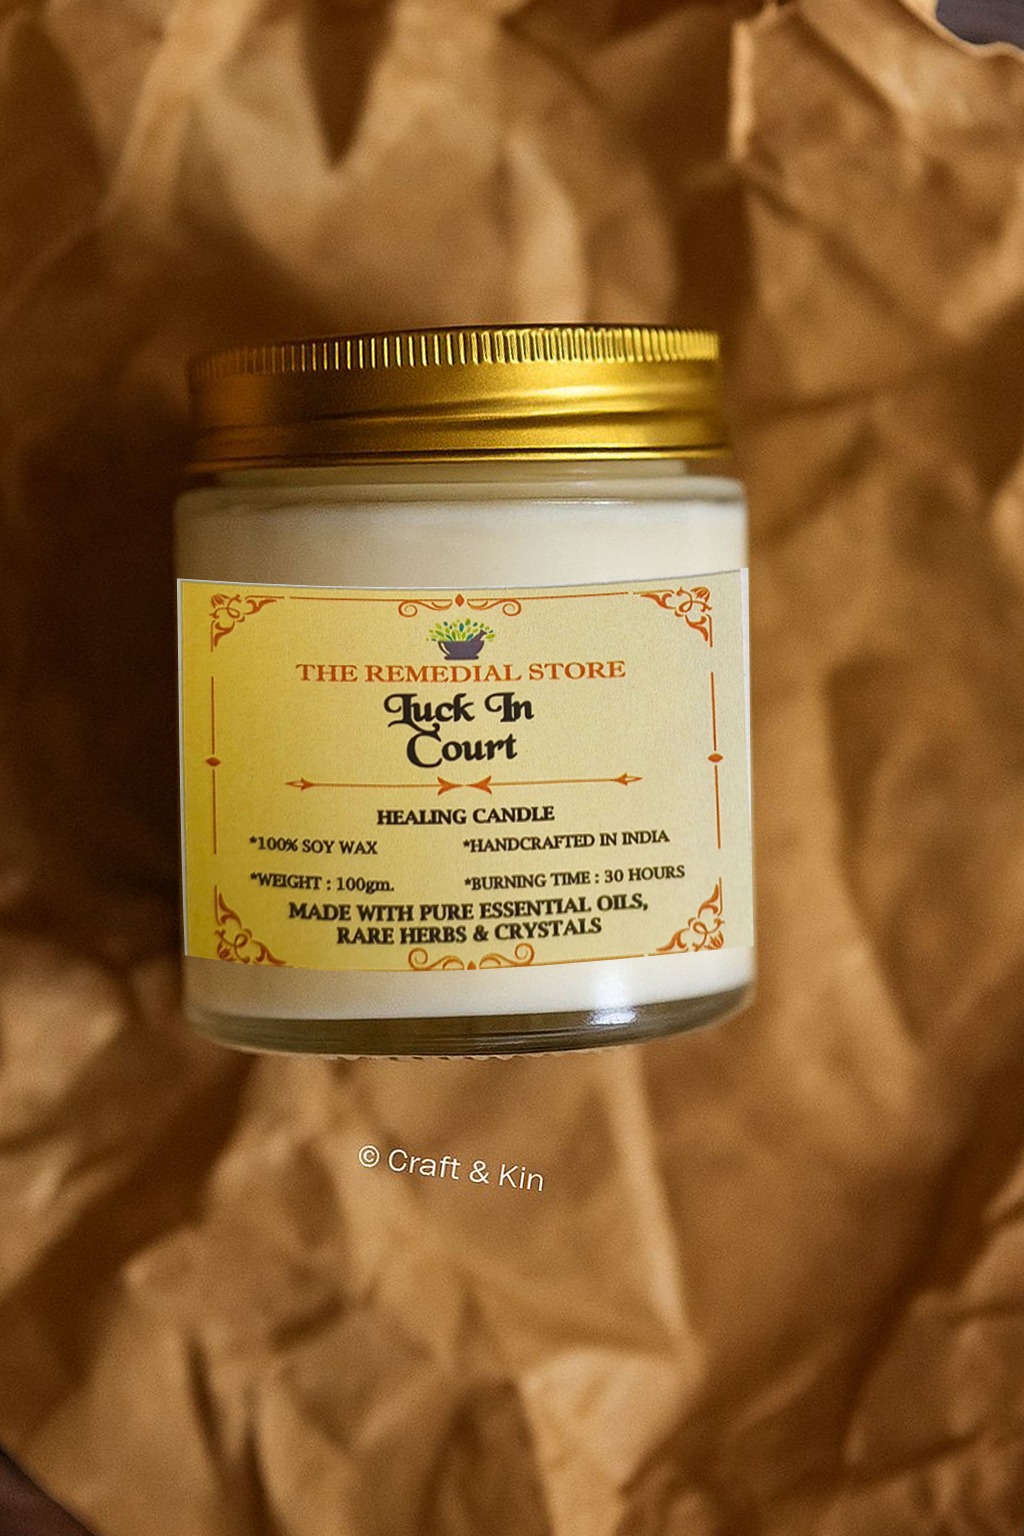 THE REMEDIAL STORE
Luck In
Court
HEALING CANDLE
*100% SOY WAX *HANDCRAFTED IN INDIA
*WEIGHT : 100gm. *BURNING TIME : 30 HOURS
MADE WITH PURE ESSENTIAL OILS,
RARE HERBS & CRYSTALS
© Craft & Kin